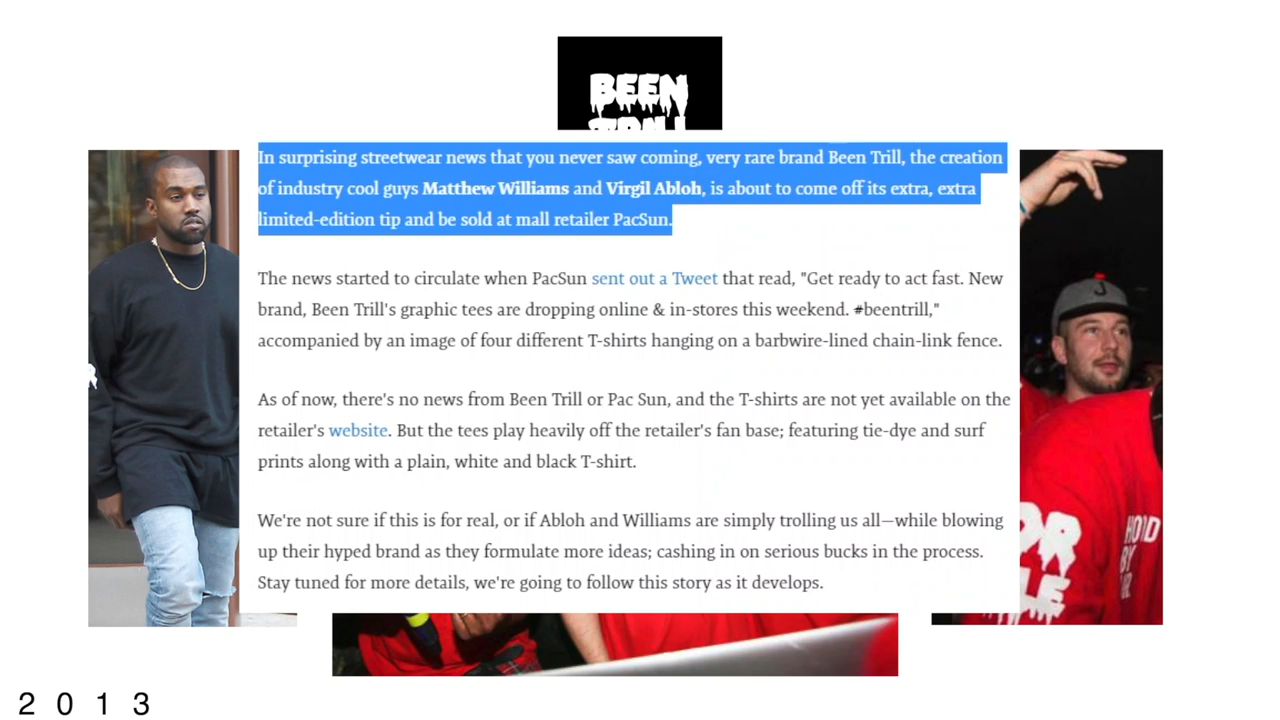 BEEN
In surprising streetwear news that you never saw coming, very rare brand Been Trill, the creation
of industry cool guys Matthew Williams and Virgil Abloh, is about to come off its extra, extra
limited-edition tip and be sold at mall retailer PacSun.
The news started to circulate when PacSun sent out a Tweet that read, "Get ready to act fast. New
brand, Been Trill's graphic tees are dropping online & in-stores this weekend. #beentrill,"
accompanied by an image of four different T-shirts hanging on a barbwire-lined chain-link fence.
As of now, there's no news from Been Trill or Pac Sun, and the T-shirts are not yet available on the
retailer's website. But the tees play heavily off the retailer's fan base; featuring tie-dye and surf
prints along with a plain, white and black T-shirt.
We're not sure if this is for real, or if Abloh and Williams are simply trolling us all—while blowing
up their hyped brand as they formulate more ideas; cashing in on serious bucks in the process.
Stay tuned for more details, we're going to follow this story as it develops.
J
BY
2 0 1 3